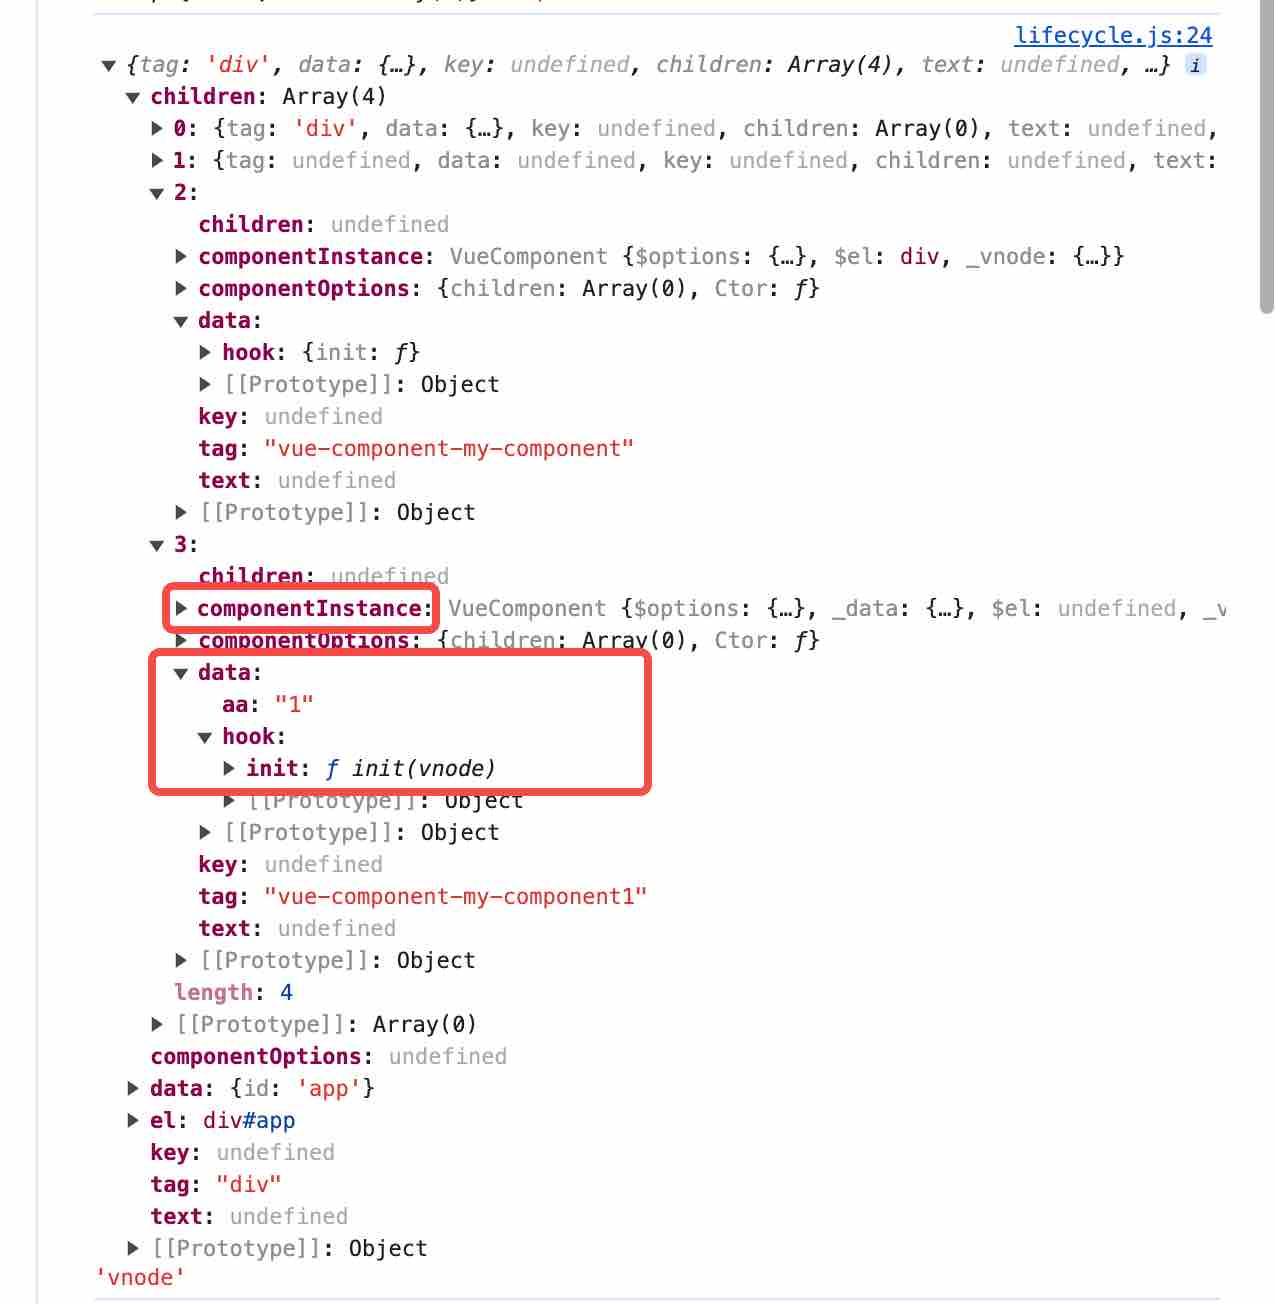 lifecycle.js:24
▼ {tag: 'div', data: {…}, key: undefined, children: Array(4), text: undefined, …} i
▼ children: Array(4)
▶ 0: {tag: 'div', data: {…}, key: undefined, children: Array(0), text: undefined,
▶ 1: {tag: undefined, data: undefined, key: undefined, children: undefined, text:
▼ 2:
children: undefined
▶ componentInstance: VueComponent {$options: {…}, $el: div, _vnode: {…}}
▶ componentOptions: {children: Array(0), Ctor: ƒ}
▼ data:
▶ hook: {init: ƒ}
▶ [[Prototype]]: Object
key: undefined
tag: "vue-component-my-component"
text: undefined
▶ [[Prototype]]: Object
▼ 3:
children: undefined
▶ componentInstance: VueComponent {$options: {…}, _data: {…}, $el: undefined, _v
▶ componentOptions: {children: Array(0), Ctor: ƒ}
▼ data:
aa: "1"
▼ hook:
▶ init: ƒ init(vnode)
▶ [[Prototype]]: Object
▶ [[Prototype]]: Object
key: undefined
tag: "vue-component-my-component1"
text: undefined
▶ [[Prototype]]: Object
length: 4
▶ [[Prototype]]: Array(0)
componentOptions: undefined
▶ data: {id: 'app'}
▶ el: div#app
key: undefined
tag: "div"
text: undefined
▶ [[Prototype]]: Object
'vnode'